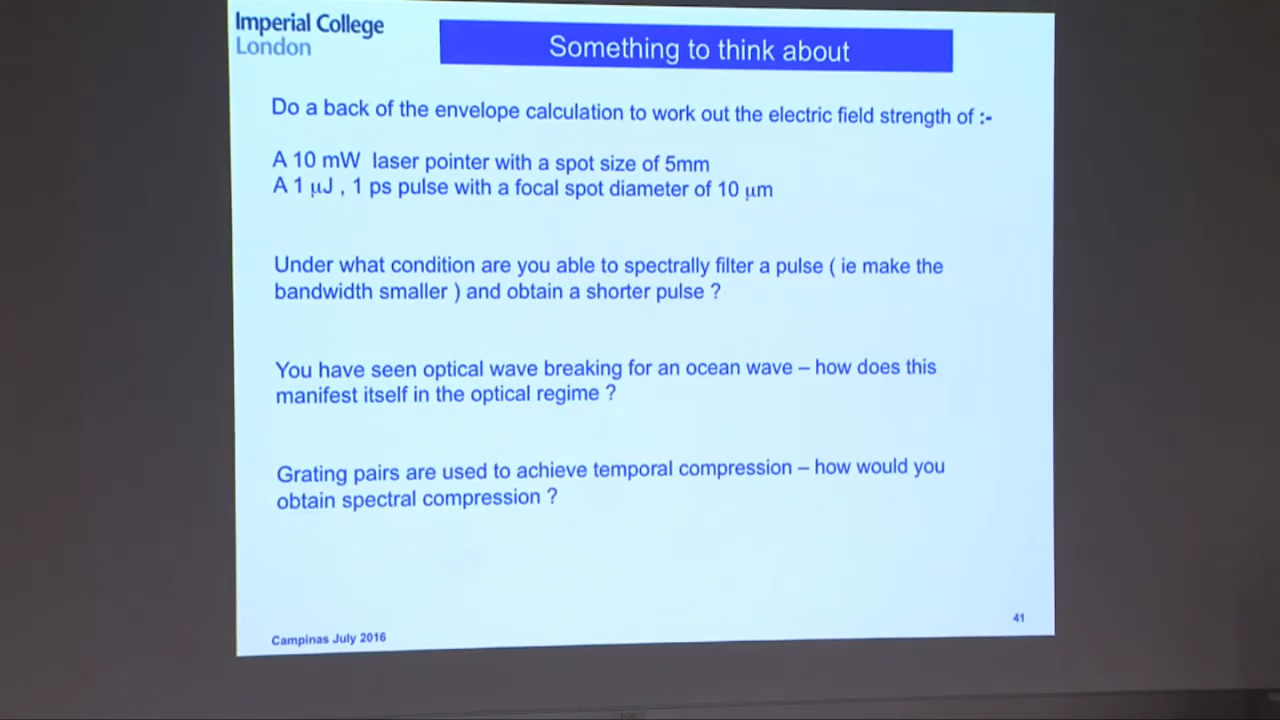 Imperial College
London
Something to think about
Do a back of the envelope calculation to work out the electric field strength of :-
A 10 mW laser pointer with a spot size of 5mm
A 1 μJ , 1 ps pulse with a focal spot diameter of 10 μm
Under what condition are you able to spectrally filter a pulse ( ie make the
bandwidth smaller ) and obtain a shorter pulse ?
You have seen optical wave breaking for an ocean wave – how does this
manifest itself in the optical regime ?
Grating pairs are used to achieve temporal compression – how would you
obtain spectral compression ?
41
Campinas July 2016